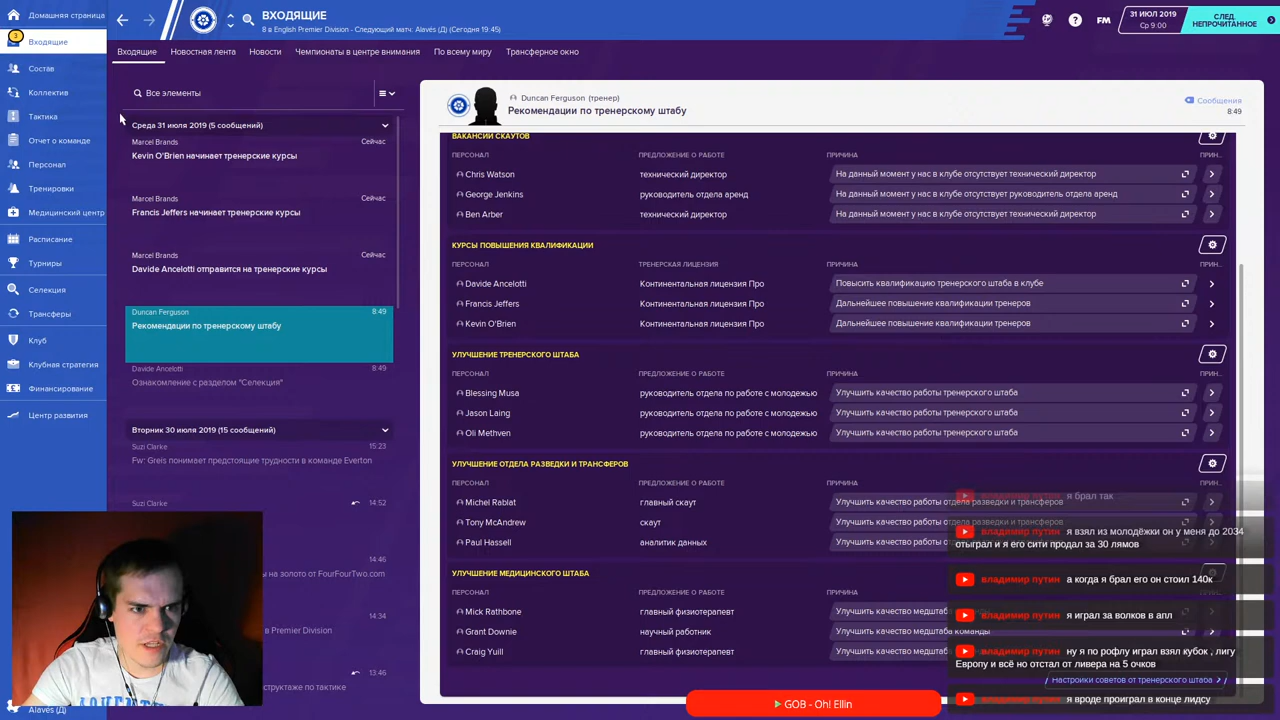 Домашняя страница
3
Входящие
Состав
Коллектив
Тактика
Отчет о команде
Персонал
Тренировки
Медицинский центр
Расписание
Турниры
Селекция
Трансферы
Клуб
Клубная стратегия
Финансирование
Центр развития
ВХОДЯЩИЕ
8 в English Premier Division - Следующий матч: Alavés (Д) (Сегодня 19:45)
?
FM
31 ИЮЛ 2019
Ср 9:00
СЛЕД.
НЕПРОЧИТАННОЕ
Входящие
Новостная лента
Новости
Чемпионаты в центре внимания
По всему миру
Трансферное окно
Все элементы
Среда 31 июля 2019 (5 сообщений)
Marcel Brands
Сейчас
Kevin O'Brien начинает тренерские курсы
Marcel Brands
Сейчас
Francis Jeffers начинает тренерские курсы
Marcel Brands
Сейчас
Davide Ancelotti отправится на тренерские курсы
Duncan Ferguson
8:49
Рекомендации по тренерскому штабу
Davide Ancelotti
8:49
Ознакомление с разделом "Селекция"
Вторник 30 июля 2019 (15 сообщений)
Suzi Clarke
15:23
Fw: Greis понимает предстоящие трудности в команде Everton
Suzi Clarke
14:52
14:46
ы на золото от FourFourTwo.com
14:34
в Premier Division
13:46
структаже по тактике
Alavés (Д)
Duncan Ferguson (тренер)
Рекомендации по тренерскому штабу
Сообщения
8:49
ВАКАНСИИ СКАУТОВ
ПЕРСОНАЛ ПРЕДЛОЖЕНИЕ О РАБОТЕ ПРИЧИНА ПРИН...
Chris Watson технический директор На данный момент у нас в клубе отсутствует технический директор
George Jenkins руководитель отдела аренд На данный момент у нас в клубе отсутствует руководитель отдела аренд
Ben Arber технический директор На данный момент у нас в клубе отсутствует технический директор
КУРСЫ ПОВЫШЕНИЯ КВАЛИФИКАЦИИ
ПЕРСОНАЛ ТРЕНЕРСКАЯ ЛИЦЕНЗИЯ ПРИЧИНА ПРИН...
Davide Ancelotti Континентальная лицензия Про Повысить квалификацию тренерского штаба в клубе
Francis Jeffers Континентальная лицензия Про Дальнейшее повышение квалификации тренеров
Kevin O'Brien Континентальная лицензия Про Дальнейшее повышение квалификации тренеров
УЛУЧШЕНИЕ ТРЕНЕРСКОГО ШТАБА
ПЕРСОНАЛ ПРЕДЛОЖЕНИЕ О РАБОТЕ ПРИЧИНА ПРИН...
Blessing Musa руководитель отдела по работе с молодежью Улучшить качество работы тренерского штаба
Jason Laing руководитель отдела по работе с молодежью Улучшить качество работы тренерского штаба
Oli Methven руководитель отдела по работе с молодежью Улучшить качество работы тренерского штаба
УЛУЧШЕНИЕ ОТДЕЛА РАЗВЕДКИ И ТРАНСФЕРОВ
ПЕРСОНАЛ ПРЕДЛОЖЕНИЕ О РАБОТЕ ПРИЧИНА ПРИН...
Michel Rablat главный скаут Улучшить качество работы отдела разведки и трансферов
Tony McAndrew скаут Улучшить качество работы отдела разведки и трансферов
Paul Hassell аналитик данных Улучшить качество работы от
УЛУЧШЕНИЕ МЕДИЦИНСКОГО ШТАБА
ПЕРСОНАЛ ПРЕДЛОЖЕНИЕ О РАБОТЕ ПРИЧИНА
Mick Rathbone главный физиотерапевт Улучшить качество медшта
Grant Downie научный работник Улучшить качество медштаба команды
Craig Yuill главный физиотерапевт Улучшить качество медшта
Настройки советов от тренерского штаба
я брал так
владимир путин я взял из молодёжки он у меня до 2034
отыграл и я его сити продал за 30 лямов
владимир путин а когда я брал его он стоил 140к
владимир путин я играл за волков в апл
владимир путин ну я по рофлу играл взял кубок , лигу
Европу и всё но отстал от ливера на 5 очков
владимир путин я вроде проиграл в конце лидсу
GOB - Oh! Ellin